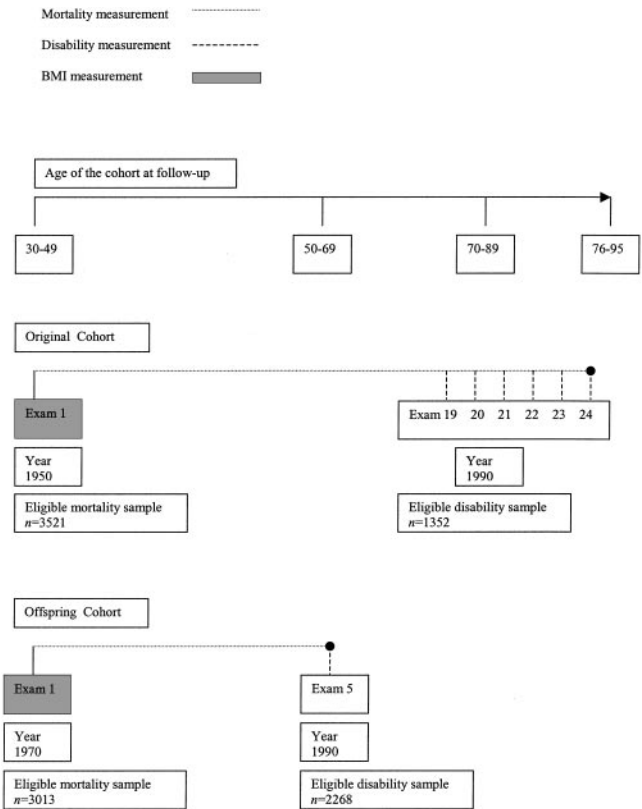 Mortality measurement
Disability measurement
BMI measurement
Age of the cohort at follow-up
30-49
50-69
70-89
76-95
Original Cohort
Exam 1
Exam 19 20 21 22 23 24
Year
1950
Year
1990
Eligible mortality sample
n=3521
Eligible disability sample
n=1352
Offspring Cohort
Exam 1
Exam 5
Year
1970
Year
1990
Eligible mortality sample
n=3013
Eligible disability sample
n=2268